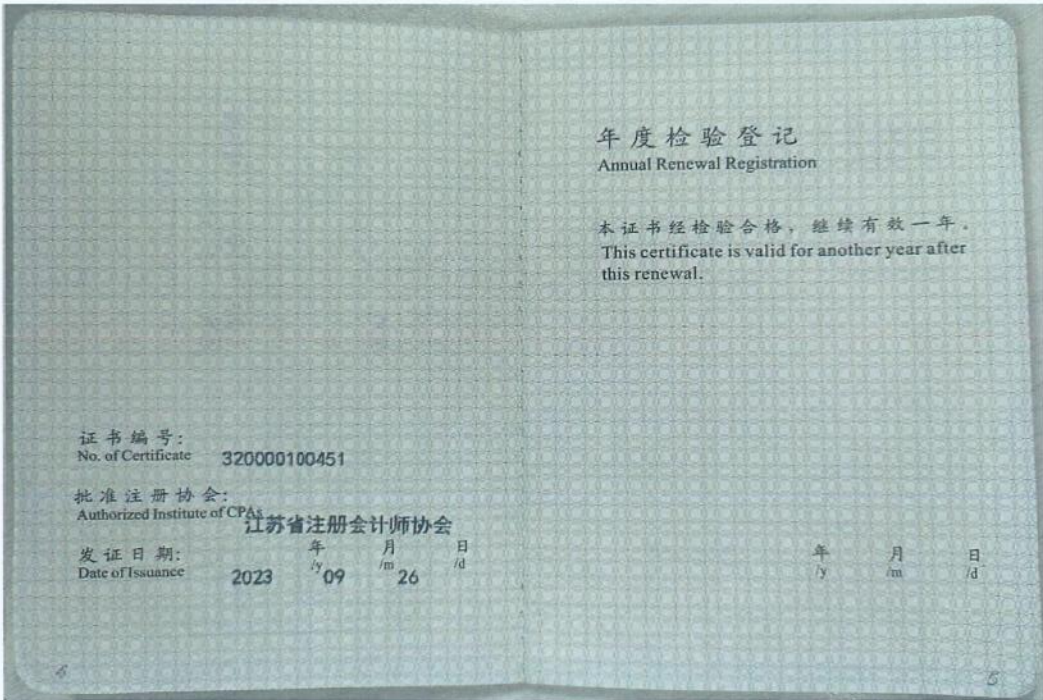 证书编号:
No. of Certificate 320000100451
批准注册协会:
Authorized Institute of CPAs 江苏省注册会计师协会
发证日期:
年 月 日
Date of Issuance 2023 /y 09 /m 26 /d
6
年度检验登记
Annual Renewal Registration
本证书经检验合格，继续有效一年。
This certificate is valid for another year after
this renewal.
年 月 日
/y /m /d
5